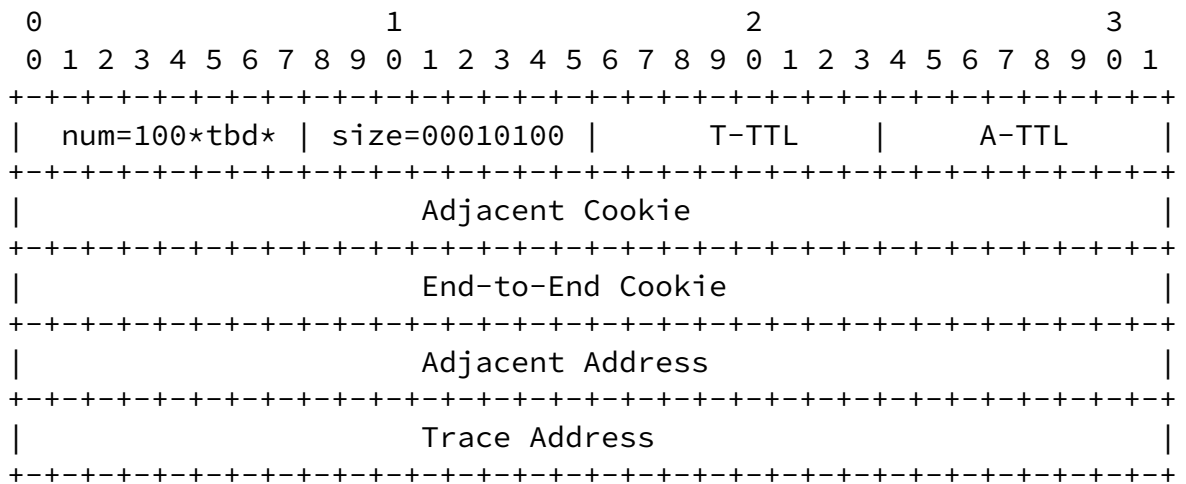 0                   1                   2                   3
 0 1 2 3 4 5 6 7 8 9 0 1 2 3 4 5 6 7 8 9 0 1 2 3 4 5 6 7 8 9 0 1
+-+-+-+-+-+-+-+-+-+-+-+-+-+-+-+-+-+-+-+-+-+-+-+-+-+-+-+-+-+-+-+-+
|  num=100*tbd* | size=00010100 |      T-TTL    |     A-TTL     |
+-+-+-+-+-+-+-+-+-+-+-+-+-+-+-+-+-+-+-+-+-+-+-+-+-+-+-+-+-+-+-+-+
|                      Adjacent Cookie                          |
+-+-+-+-+-+-+-+-+-+-+-+-+-+-+-+-+-+-+-+-+-+-+-+-+-+-+-+-+-+-+-+-+
|                      End-to-End Cookie                        |
+-+-+-+-+-+-+-+-+-+-+-+-+-+-+-+-+-+-+-+-+-+-+-+-+-+-+-+-+-+-+-+-+
|                      Adjacent Address                         |
+-+-+-+-+-+-+-+-+-+-+-+-+-+-+-+-+-+-+-+-+-+-+-+-+-+-+-+-+-+-+-+-+
|                      Trace Address                            |
+-+-+-+-+-+-+-+-+-+-+-+-+-+-+-+-+-+-+-+-+-+-+-+-+-+-+-+-+-+-+-+-+